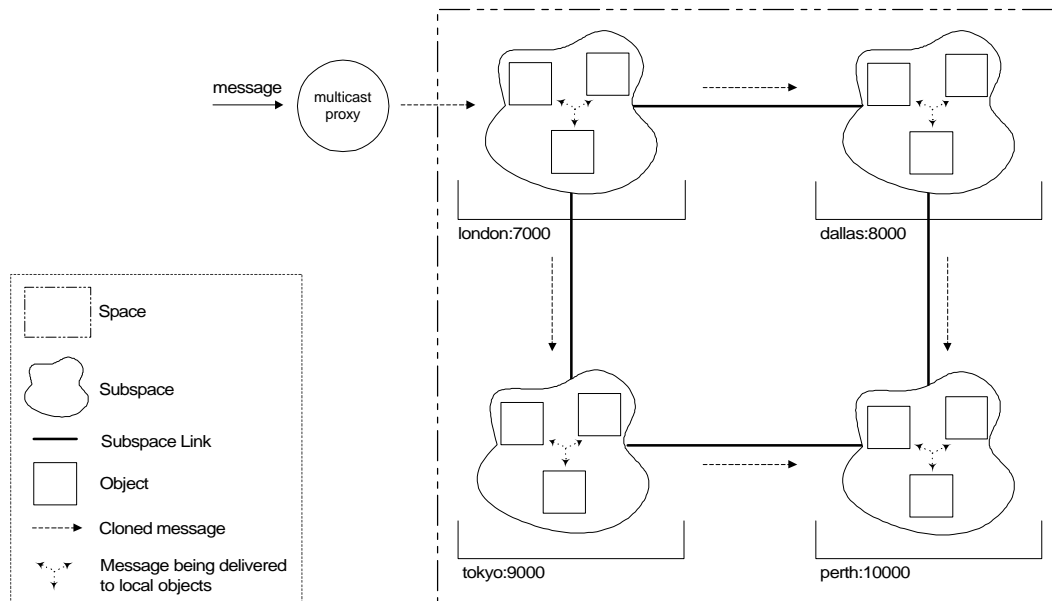 message
multicast
proxy
london:7000
dallas:8000
Space
Subspace
Subspace Link
Object
Cloned message
Message being delivered
to local objects
tokyo:9000
perth:10000